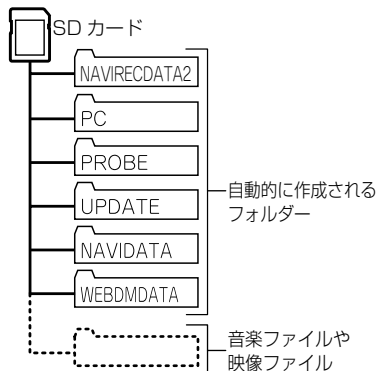 SD カード
NAVIRECDATA2
PC
PROBE
UPDATE
NAVIDATA
WEBDMDATA
自動的に作成される
フォルダー
音楽ファイルや
映像ファイル